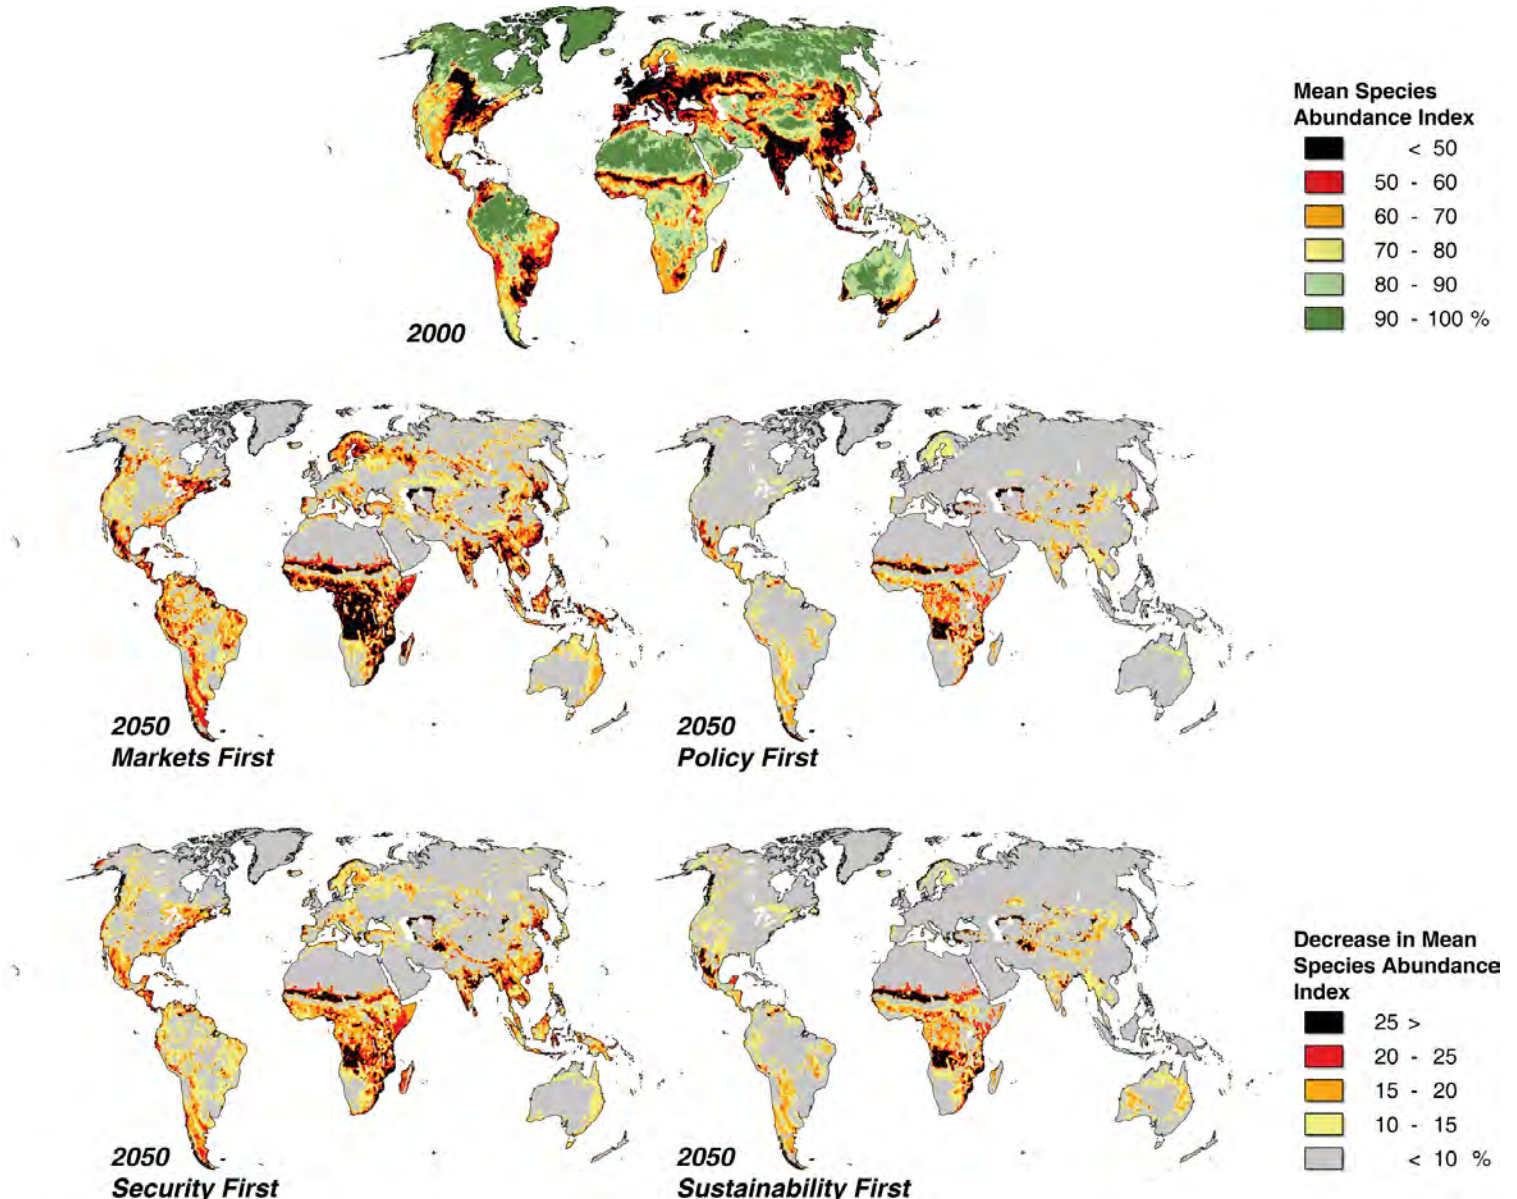 Mean Species
Abundance Index
< 50
50 - 60
60 - 70
70 - 80
80 - 90
90 - 100 %
2000
2050
Markets First
2050
Policy First
Decrease in Mean
Species Abundance
Index
25 >
20 - 25
15 - 20
10 - 15
< 10 %
2050
Security First
2050
Sustainability First